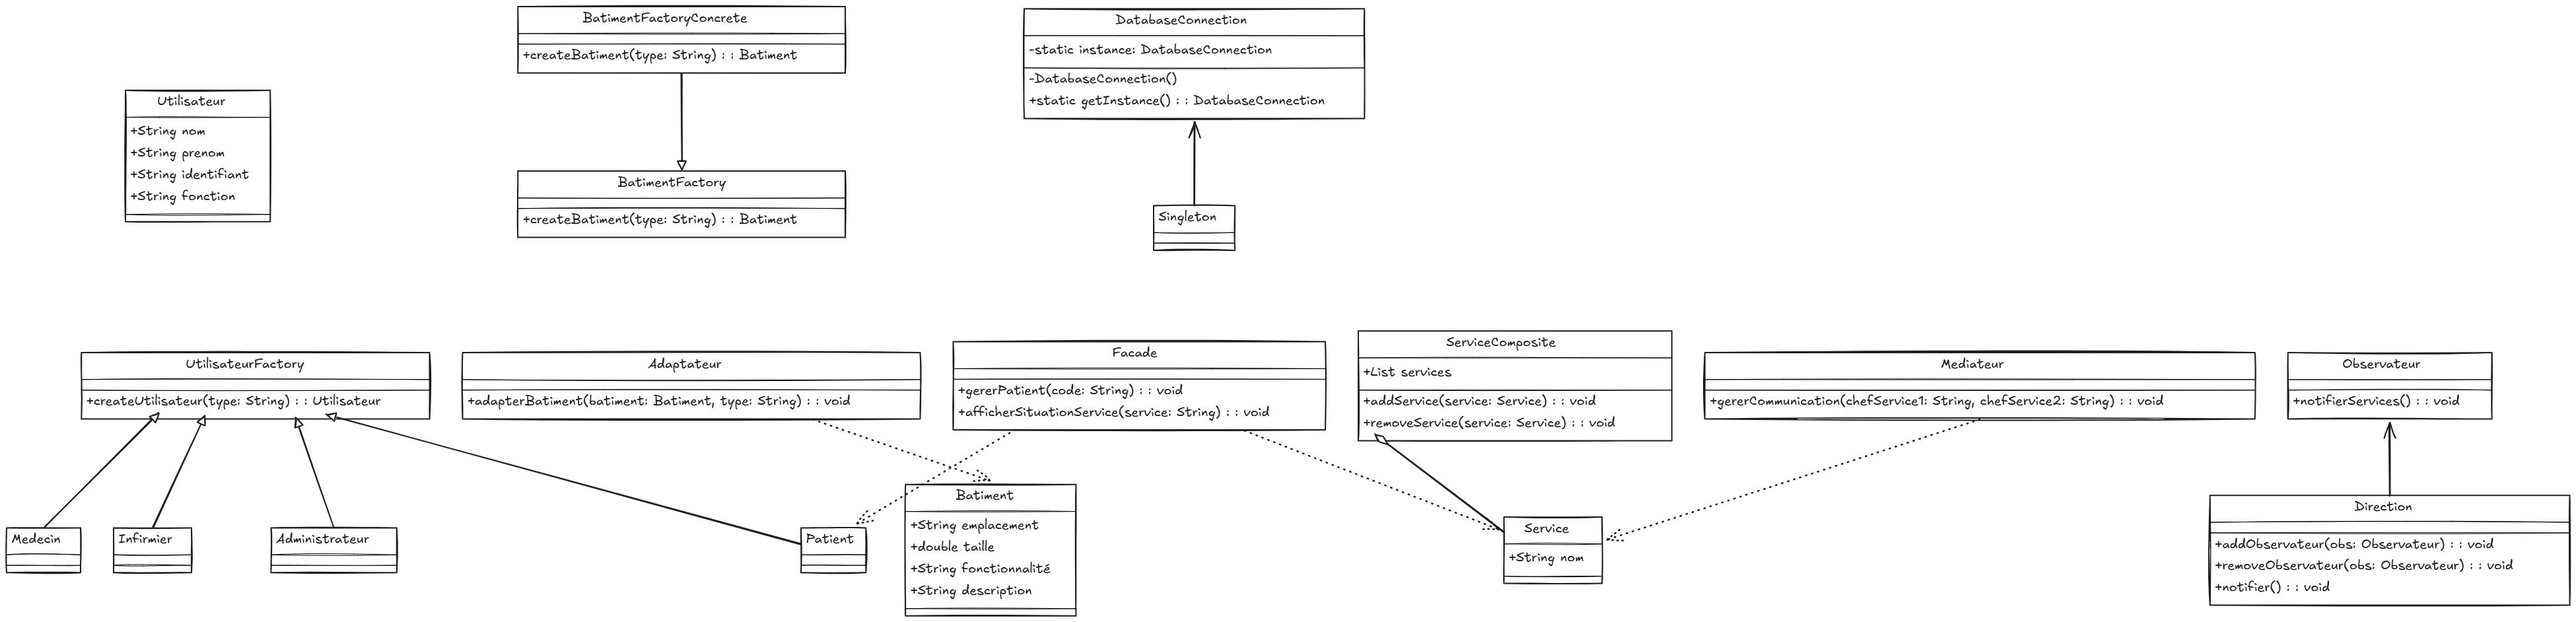 BatimentFactoryConcrete
+createBatiment(type: String) : : Batiment
DatabaseConnection
-static instance: DatabaseConnection
-DatabaseConnection()
+static getInstance() : : DatabaseConnection
Utilisateur
+String nom
+String prenom
+String identifiant
+String fonction
BatimentFactory
+createBatiment(type: String) : : Batiment
Singleton
UtilisateurFactory
+createUtilisateur(type: String) : : Utilisateur
Adaptateur
+adapterBatiment(batiment: Batiment, type: String) : : void
Facade
+gererPatient(code: String) : : void
+afficherSituationService(service: String) : : void
ServiceComposite
+List services
+addService(service: Service) : : void
+removeService(service: Service) : : void
Mediateur
+gererCommunication(chefService1: String, chefService2: String) : : void
Observateur
+notifierServices() : : void
Medecin
Infirmier
Administrateur
Patient
Batiment
+String emplacement
+double taille
+String fonctionnalité
+String description
Service
+String nom
Direction
+addObservateur(obs: Observateur) : : void
+removeObservateur(obs: Observateur) : : void
+notifier() : : void